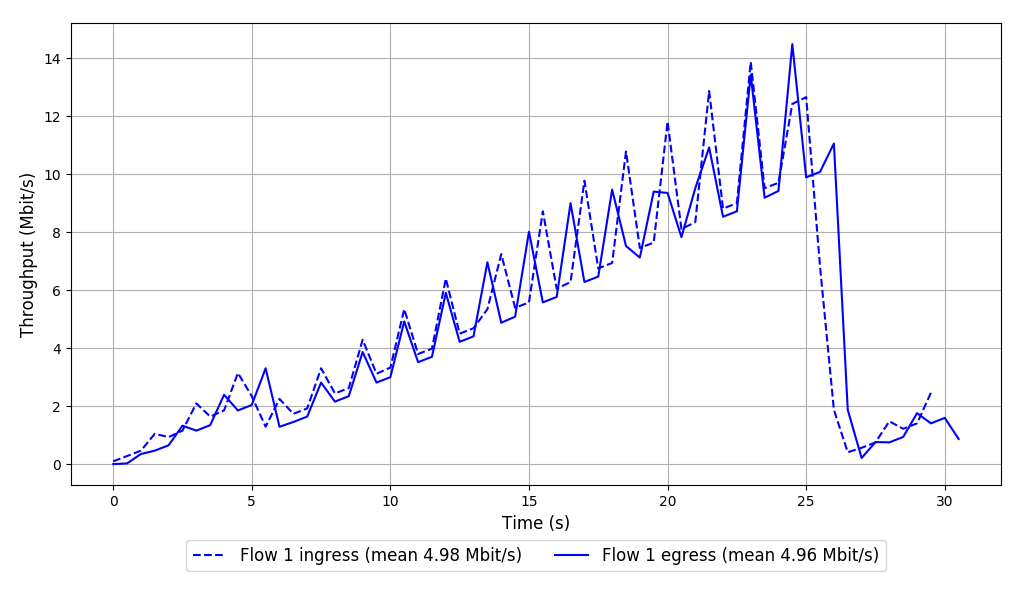 14
12
10
8
6
4
2
0
Throughput (Mbit/s)
0 5 10 15 20 25 30
Time (s)
Flow 1 ingress (mean 4.98 Mbit/s) Flow 1 egress (mean 4.96 Mbit/s)